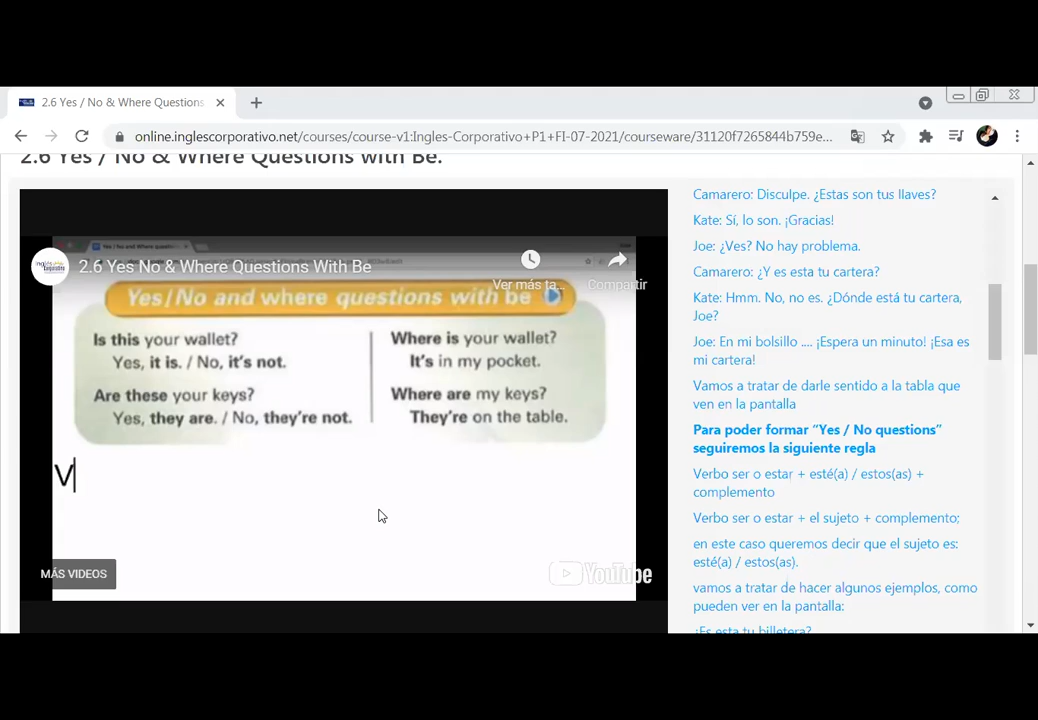 2.6 Yes / No & Where Questions
online.inglescorporativo.net/courses/course-v1:Ingles-Corporativo+P1+FI-07-2021/courseware/31120f7265844b759e...
2.6 Yes / No & Where Questions with Be.
2.6 Yes No & Where Questions With Be
Ver más ta...
Compartir
Yes/No and where questions with be
Is this your wallet?
Yes, it is. / No, it's not.
Are these your keys?
Yes, they are. / No, they're not.
Where is your wallet?
It's in my pocket.
Where are my keys?
They're on the table.
V
MÁS VIDEOS
YouTube
Camarero: Disculpe. ¿Estas son tus llaves?
Kate: Sí, lo son. ¡Gracias!
Joe: ¿Ves? No hay problema.
Camarero: ¿Y es esta tu cartera?
Kate: Hmm. No, no es. ¿Dónde está tu cartera,
Joe?
Joe: En mi bolsillo .... ¡Espera un minuto! ¡Esa es
mi cartera!
Vamos a tratar de darle sentido a la tabla que
ven en la pantalla
Para poder formar “Yes / No questions”
seguiremos la siguiente regla
Verbo ser o estar + esté(a) / estos(as) +
complemento
Verbo ser o estar + el sujeto + complemento;
en este caso queremos decir que el sujeto es:
esté(a) / estos(as).
vamos a tratar de hacer algunos ejemplos, como
pueden ver en la pantalla:
¿Es esta tu billetera?